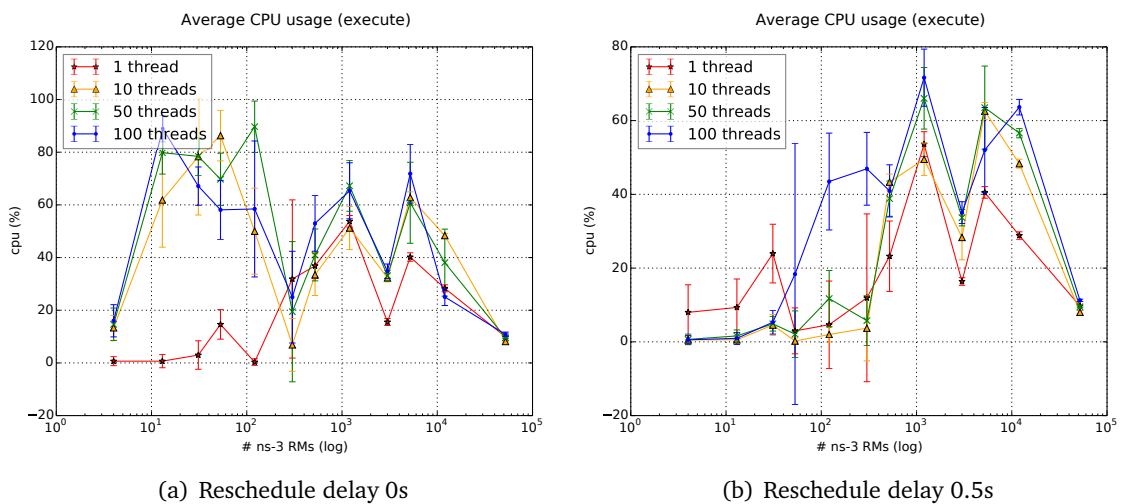 Average CPU usage (execute)
120
100
80
60
40
20
0
−20
cpu (%)
1 thread
10 threads
50 threads
100 threads
10^0 10^1 10^2 10^3 10^4 10^5
# ns-3 RMs (log)
(a) Reschedule delay 0s
Average CPU usage (execute)
80
60
40
20
0
−20
cpu (%)
1 thread
10 threads
50 threads
100 threads
10^0 10^1 10^2 10^3 10^4 10^5
# ns-3 RMs (log)
(b) Reschedule delay 0.5s